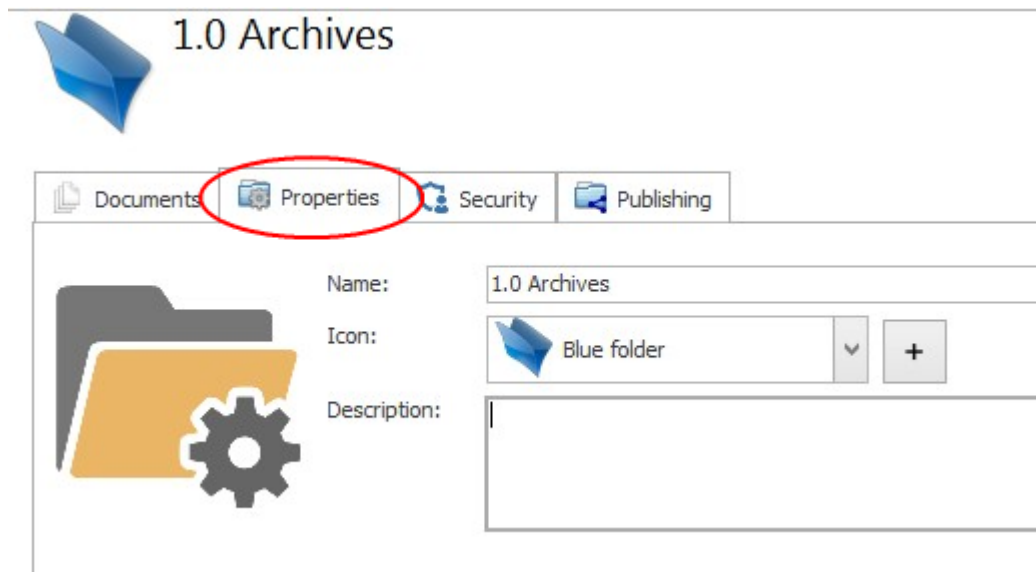 1.0 Archives
Documents Properties Security Publishing
Name: 1.0 Archives
Icon: Blue folder +
Description: